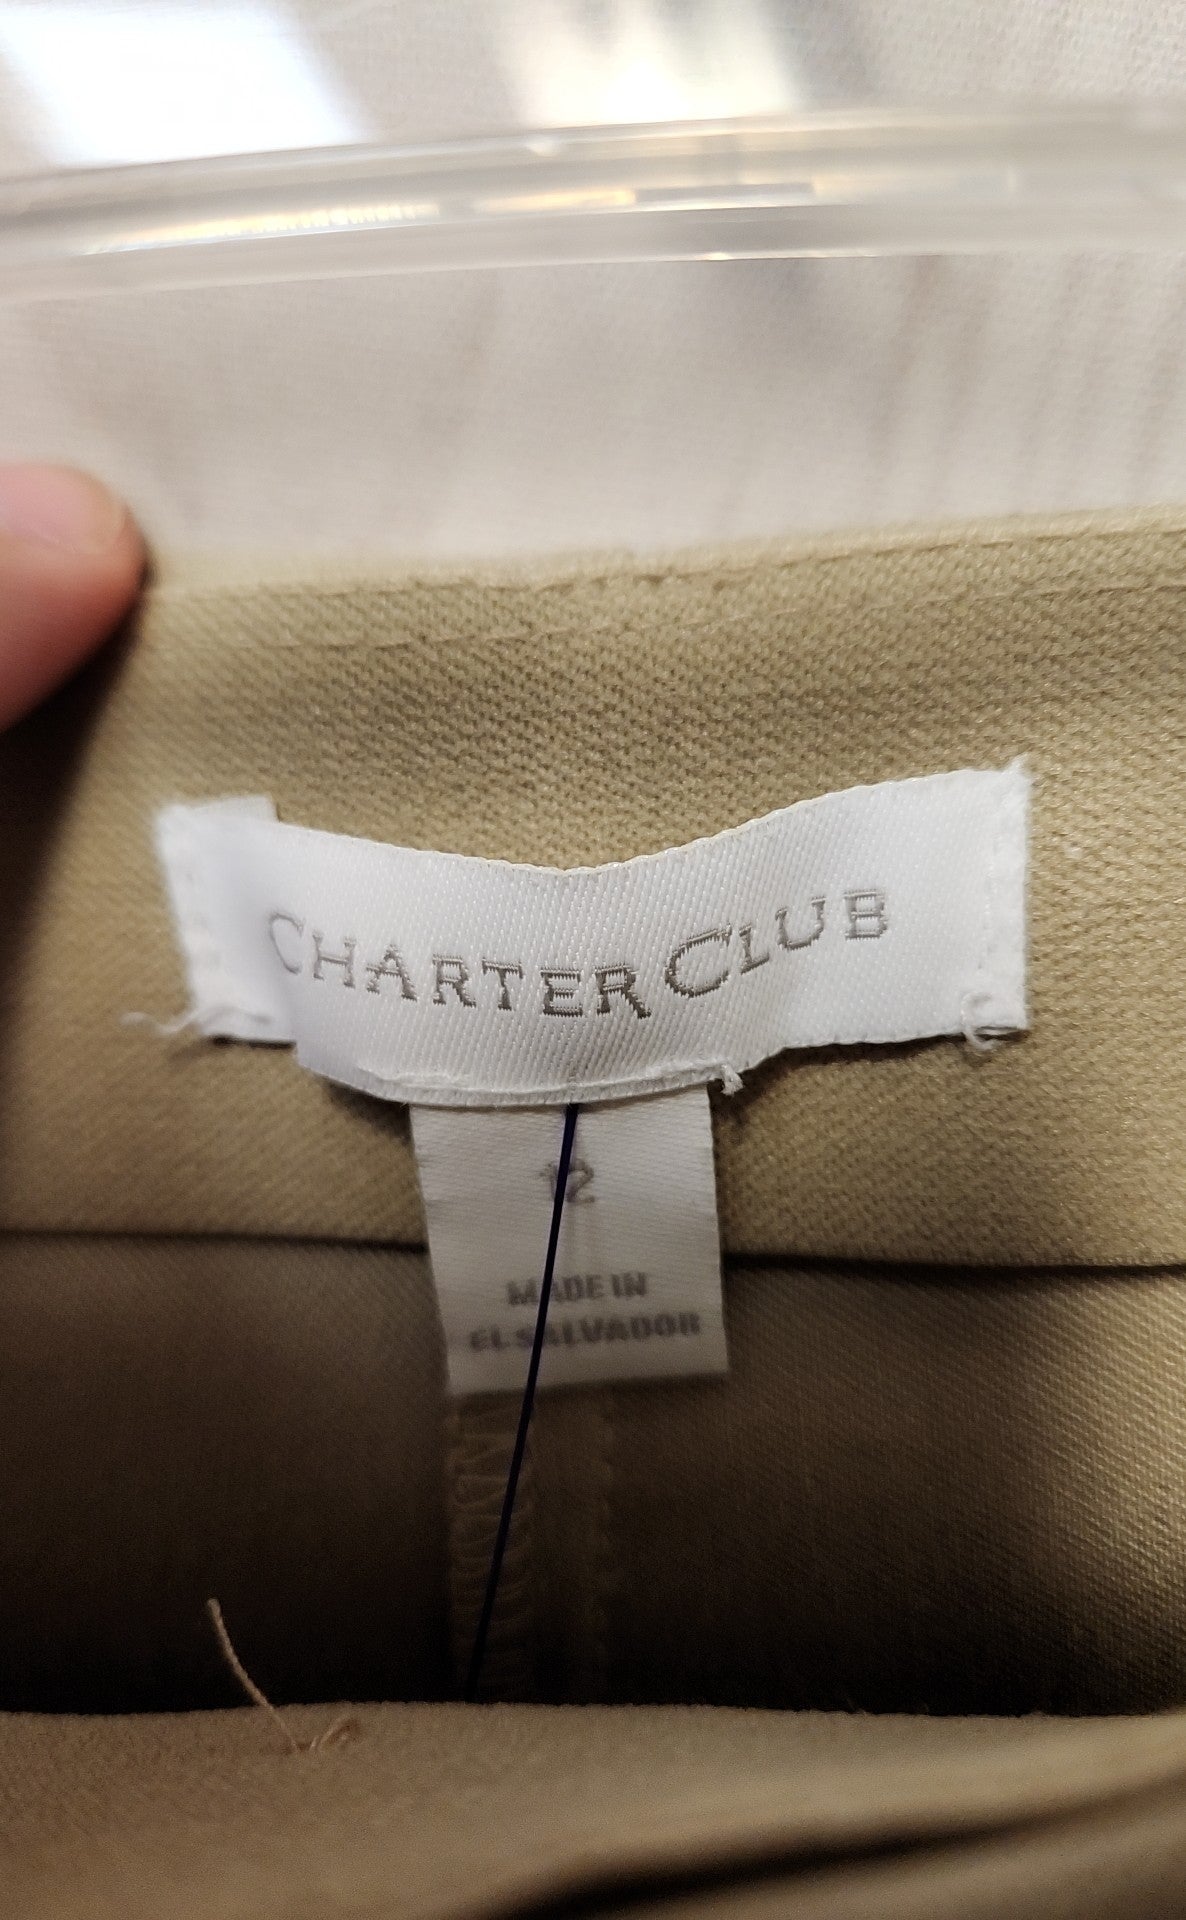 CHARTER CLUB
12
MADE IN
EL SALVADOR